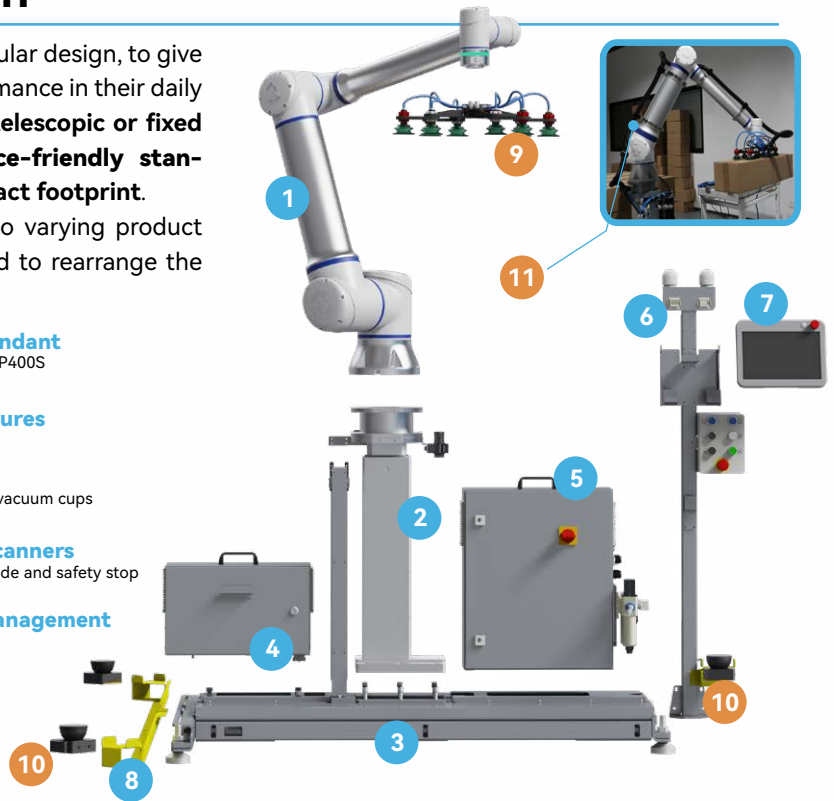 ular design, to give
mance in their daily
elescopic or fixed
ce-friendly stan-
act footprint.
o varying product
d to rearrange the
ndant
P400S
ures
vacuum cups
canners
de and safety stop
anagement
1
9
11
6
7
2
5
4
10
3
10
8